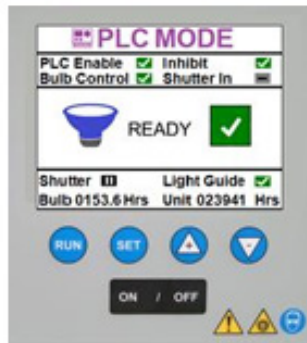 PLC MODE
PLC Enable Inhibit
Bulb Control Shutter In
READY
Shutter Light Guide
Bulb 0153.6 Hrs Unit 023941 Hrs
RUN SET + -
ON / OFF